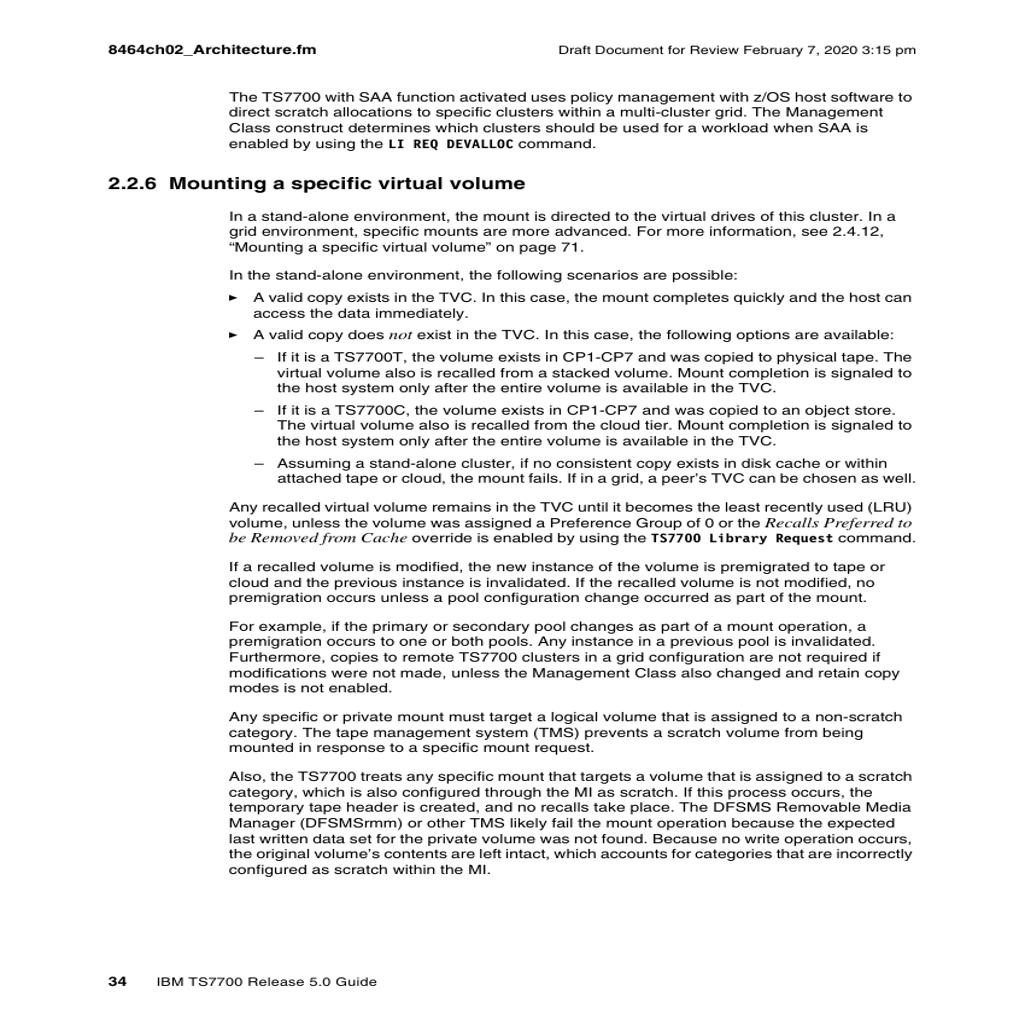 8464ch02_Architecture.fm
Draft Document for Review February 7, 2020 3:15 pm
The TS7700 with SAA function activated uses policy management with z/OS host software to
direct scratch allocations to specific clusters within a multi-cluster grid. The Management
Class construct determines which clusters should be used for a workload when SAA is
enabled by using the LI REQ DEVALLOC command.
2.2.6 Mounting a specific virtual volume
In a stand-alone environment, the mount is directed to the virtual drives of this cluster. In a
grid environment, specific mounts are more advanced. For more information, see 2.4.12,
“Mounting a specific virtual volume” on page 71.
In the stand-alone environment, the following scenarios are possible:
► A valid copy exists in the TVC. In this case, the mount completes quickly and the host can
access the data immediately.
► A valid copy does not exist in the TVC. In this case, the following options are available:
– If it is a TS7700T, the volume exists in CP1-CP7 and was copied to physical tape. The
virtual volume also is recalled from a stacked volume. Mount completion is signaled to
the host system only after the entire volume is available in the TVC.
– If it is a TS7700C, the volume exists in CP1-CP7 and was copied to an object store.
The virtual volume also is recalled from the cloud tier. Mount completion is signaled to
the host system only after the entire volume is available in the TVC.
– Assuming a stand-alone cluster, if no consistent copy exists in disk cache or within
attached tape or cloud, the mount fails. If in a grid, a peer’s TVC can be chosen as well.
Any recalled virtual volume remains in the TVC until it becomes the least recently used (LRU)
volume, unless the volume was assigned a Preference Group of 0 or the Recalls Preferred to
be Removed from Cache override is enabled by using the TS7700 Library Request command.
If a recalled volume is modified, the new instance of the volume is premigrated to tape or
cloud and the previous instance is invalidated. If the recalled volume is not modified, no
premigration occurs unless a pool configuration change occurred as part of the mount.
For example, if the primary or secondary pool changes as part of a mount operation, a
premigration occurs to one or both pools. Any instance in a previous pool is invalidated.
Furthermore, copies to remote TS7700 clusters in a grid configuration are not required if
modifications were not made, unless the Management Class also changed and retain copy
modes is not enabled.
Any specific or private mount must target a logical volume that is assigned to a non-scratch
category. The tape management system (TMS) prevents a scratch volume from being
mounted in response to a specific mount request.
Also, the TS7700 treats any specific mount that targets a volume that is assigned to a scratch
category, which is also configured through the MI as scratch. If this process occurs, the
temporary tape header is created, and no recalls take place. The DFSMS Removable Media
Manager (DFSMSrmm) or other TMS likely fail the mount operation because the expected
last written data set for the private volume was not found. Because no write operation occurs,
the original volume’s contents are left intact, which accounts for categories that are incorrectly
configured as scratch within the MI.
34 IBM TS7700 Release 5.0 Guide